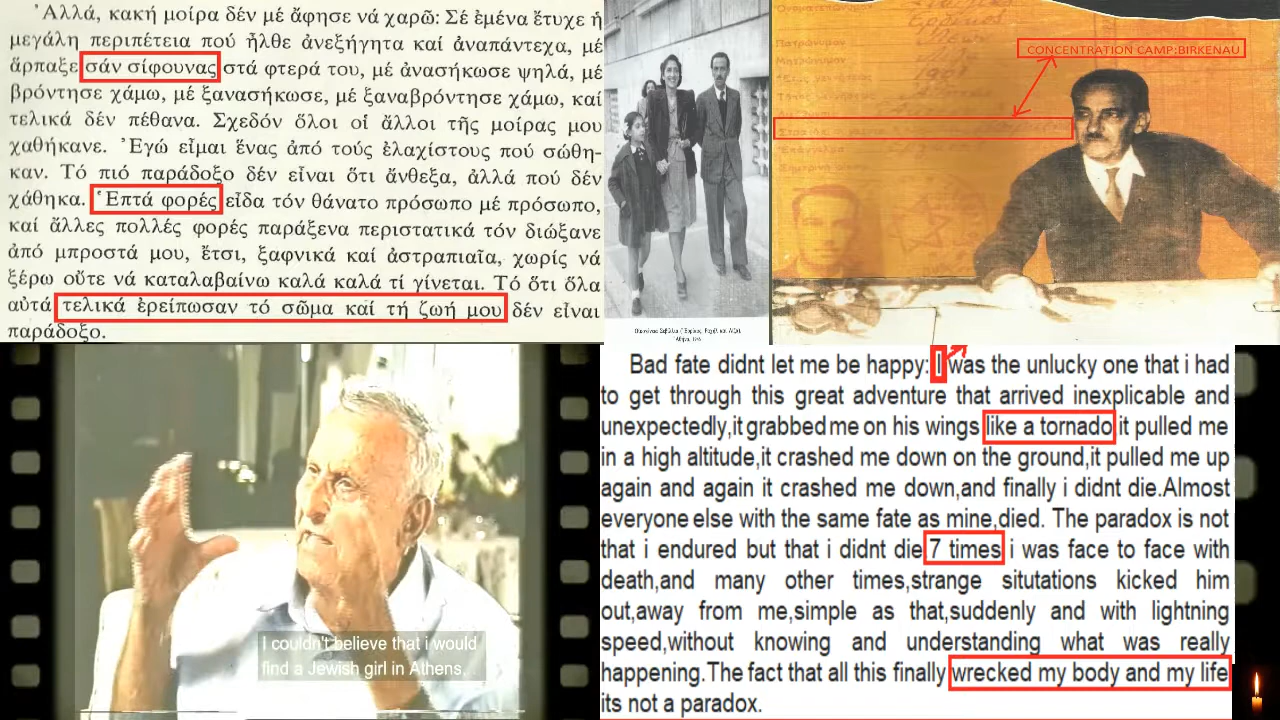 Ἀλλά, κακή μοίρα δέν μέ ἄφησε νά χαρῶ: Σέ ἐμένα ἔτυχε ἡ
μεγάλη περιπέτεια πού ἦλθε ἀνεξήγητα καί ἀναπάντεχα, μέ
ἅρπαξε σάν σίφουνας στά φτερά του, μέ ἀνασήκωσε ψηλά, μέ
βρόντησε χάμω, μέ ξανασήκωσε, μέ ξαναβρόντησε χάμω, καί
τελικά δέν πέθανα. Σχεδόν ὅλοι οἱ ἄλλοι τῆς μοίρας μου
χαθήκανε. Ἐγώ εἶμαι ἕνας ἀπό τούς ἐλαχίστους πού σώθη-
καν. Τό πιό παράδοξο δέν εἶναι ὅτι ἄνθεξα, ἀλλά πού δέν
χάθηκα. Ἑπτά φορές εἶδα τόν θάνατο πρόσωπο μέ πρόσωπο,
καί ἄλλες πολλές φορές παράξενα περιστατικά τόν διώξανε
ἀπό μπροστά μου, ἔτσι, ξαφνικά καί ἀστραπιαῖα, χωρίς νά
ξέρω οὔτε νά καταλαβαίνω καλά καλά τί γίνεται. Τό ὅτι ὅλα
αὐτά τελικά ἐρείπωσαν τό σῶμα καί τή ζωή μου δέν εἶναι
παράδοξο.
CONCENTRATION CAMP:BIRKENAU
I couldn't believe that i would
find a Jewish girl in Athens,
Bad fate didnt let me be happy: I was the unlucky one that i had
to get through this great adventure that arrived inexplicable and
unexpectedly,it grabbed me on his wings like a tornado it pulled me
in a high altitude,it crashed me down on the ground,it pulled me up
again and again it crashed me down,and finally i didnt die.Almost
everyone else with the same fate as mine,died. The paradox is not
that i endured but that i didnt die 7 times i was face to face with
death,and many other times,strange situtations kicked him
out,away from me,simple as that,suddenly and with lightning
speed,without knowing and understanding what was really
happening.The fact that all this finally wrecked my body and my life
its not a paradox.